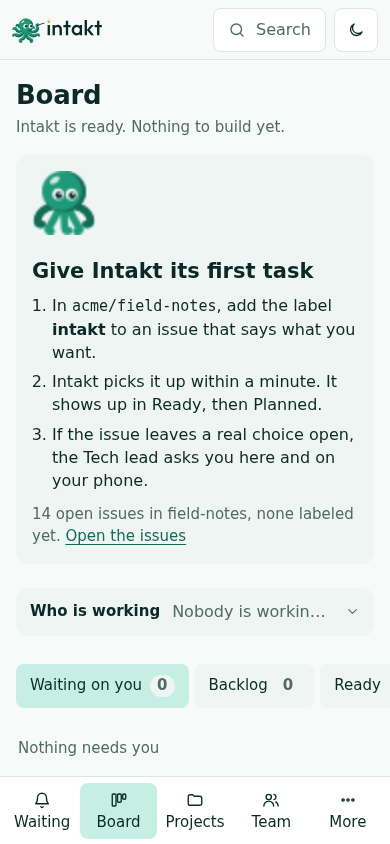 intakt
Search
Board
Intakt is ready. Nothing to build yet.
Give Intakt its first task
1. In acme/field-notes, add the label
intakt to an issue that says what you
want.
2. Intakt picks it up within a minute. It
shows up in Ready, then Planned.
3. If the issue leaves a real choice open,
the Tech lead asks you here and on
your phone.
14 open issues in field-notes, none labeled
yet. Open the issues
Who is working Nobody is workin…
Waiting on you 0 Backlog 0 Ready
Nothing needs you
Waiting Board Projects Team More